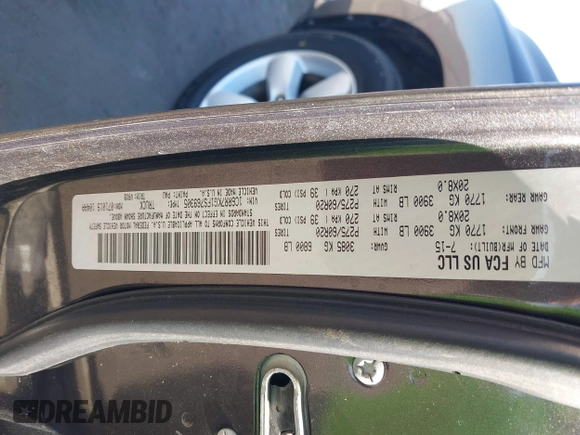 MFD BY FCA US LLC
DATE OF MFR(BUILT): 7-15 GVWR: 3085 KG 6800 LB
GAWR FRONT: 1770 KG 3900 LB WITH P275/60R20 TIRES
20X8.0 RIMS AT 270 KPA ( 39 PSI) COLD
GAWR REAR: 1770 KG 3900 LB WITH P275/60R20 TIRES
20X8.0 RIMS AT 270 KPA ( 39 PSI) COLD
THIS VEHICLE CONFORMS TO ALL APPLICABLE U.S.A. FEDERAL MOTOR VEHICLE SAFETY
STANDARDS IN EFFECT ON THE DATE OF MANUFACTURE SHOWN ABOVE.
TYPE: TRUCK
VEHICLE MADE IN U.S.A. PAINT: PAU
DREAMBID